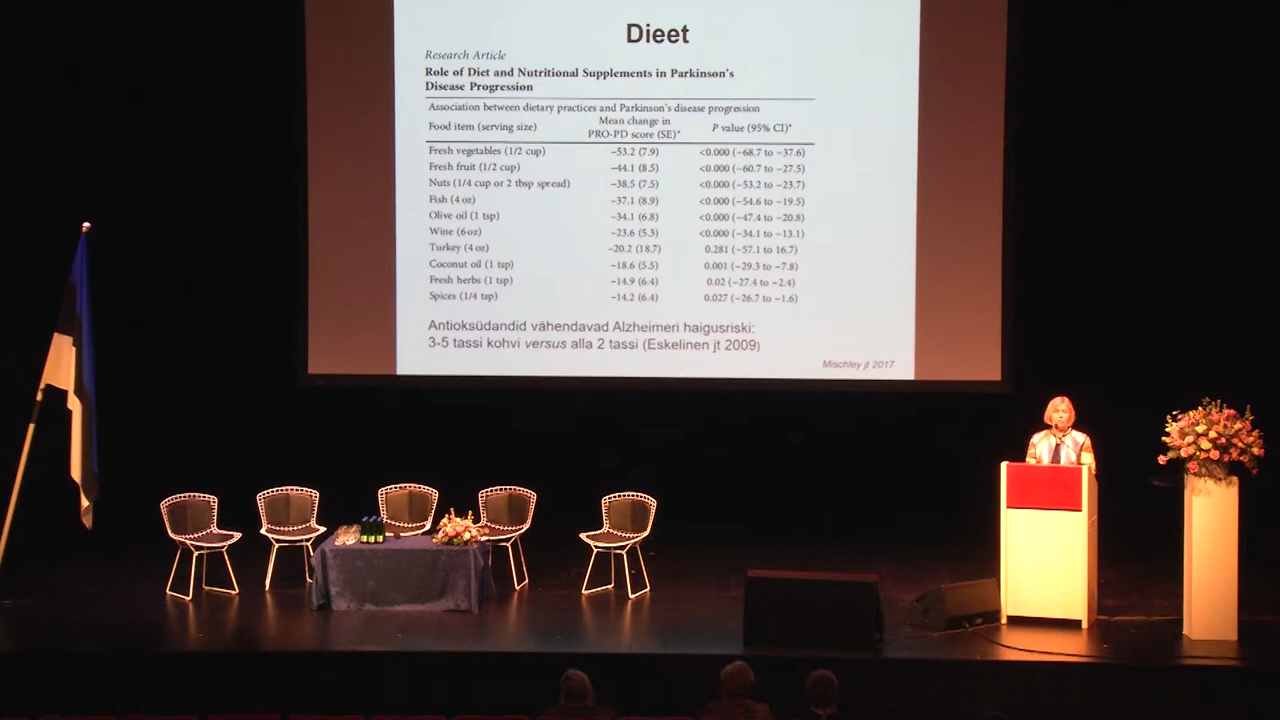 Dieet
Research Article
Role of Diet and Nutritional Supplements in Parkinson's
Disease Progression
Association between dietary practices and Parkinson's disease progression
Food item (serving size) Mean change in PRO-PD score (SE)* P value (95% CI)*
Fresh vegetables (1/2 cup) −53.2 (7.9) <0.000 (−68.7 to −37.6)
Fresh fruit (1/2 cup) −44.1 (8.5) <0.000 (−60.7 to −27.5)
Nuts (1/4 cup or 2 tbsp spread) −38.5 (7.5) <0.000 (−53.2 to −23.7)
Fish (4 oz) −37.1 (8.9) <0.000 (−54.6 to −19.5)
Olive oil (1 tsp) −34.1 (6.8) <0.000 (−47.4 to −20.8)
Wine (6 oz) −23.6 (5.3) <0.000 (−34.1 to −13.1)
Turkey (4 oz) −20.2 (18.7) 0.281 (−57.1 to 16.7)
Coconut oil (1 tsp) −18.6 (5.5) 0.001 (−29.3 to −7.8)
Fresh herbs (1 tsp) −14.9 (6.4) 0.02 (−27.4 to −2.4)
Spices (1/4 tsp) −14.2 (6.4) 0.027 (−26.7 to −1.6)
Antioksüdandid vähendavad Alzheimeri haigusriski:
3-5 tassi kohvi versus alla 2 tassi (Eskelinen jt 2009)
Mischley jt 2017